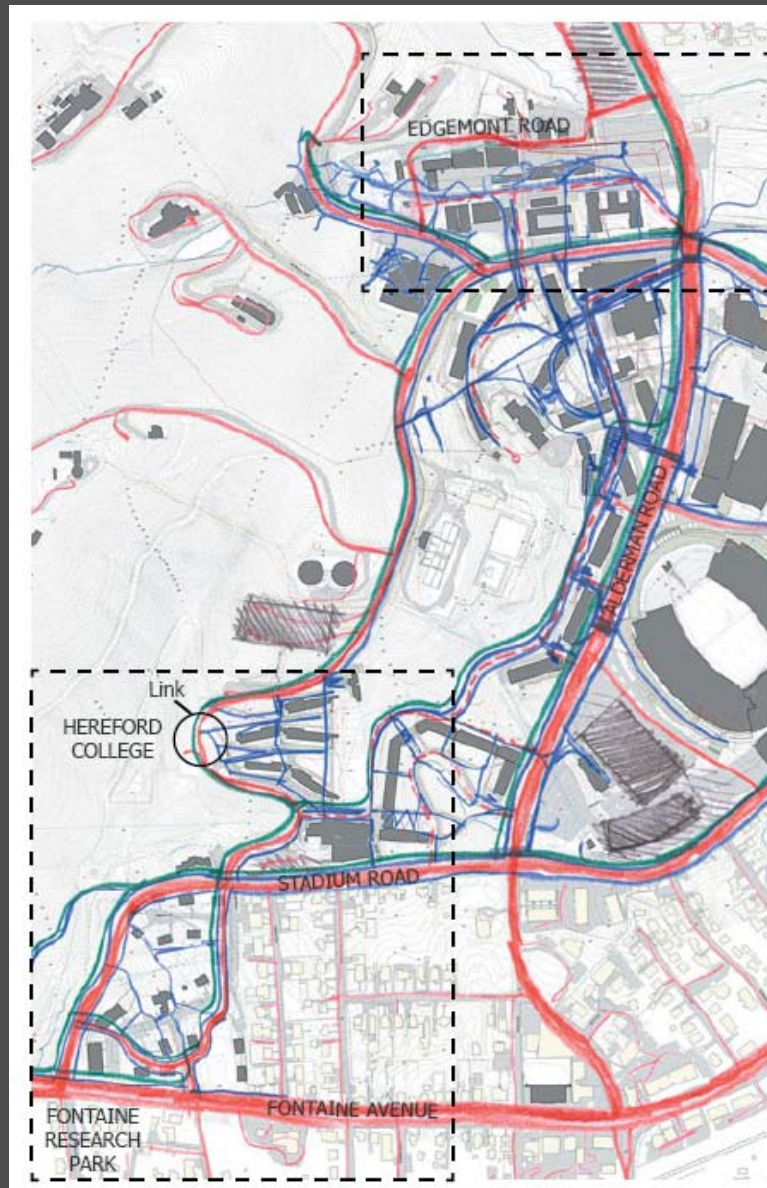 EDGEMONT ROAD
ALDERMAN ROAD
Link
HEREFORD
COLLEGE
STADIUM ROAD
FONTAINE AVENUE
FONTAINE
RESEARCH
PARK